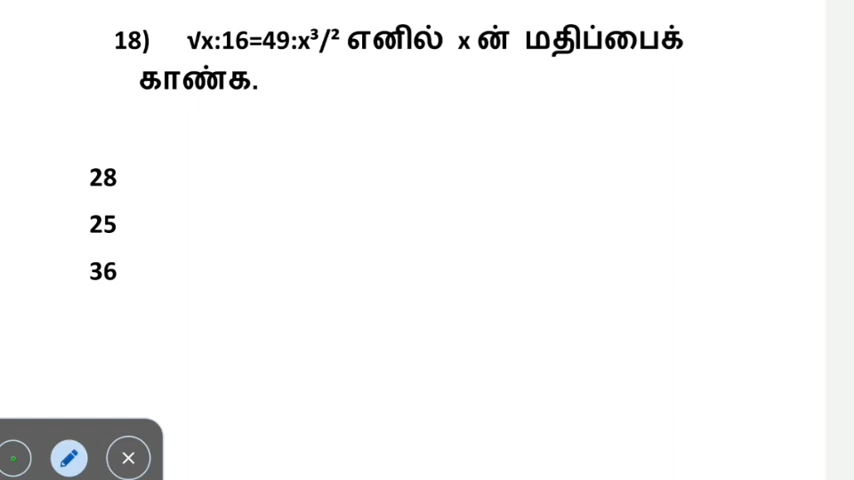 18) √x:16=49:x³/² எனில் x ன் மதிப்பைக்
காண்க.
28
25
36